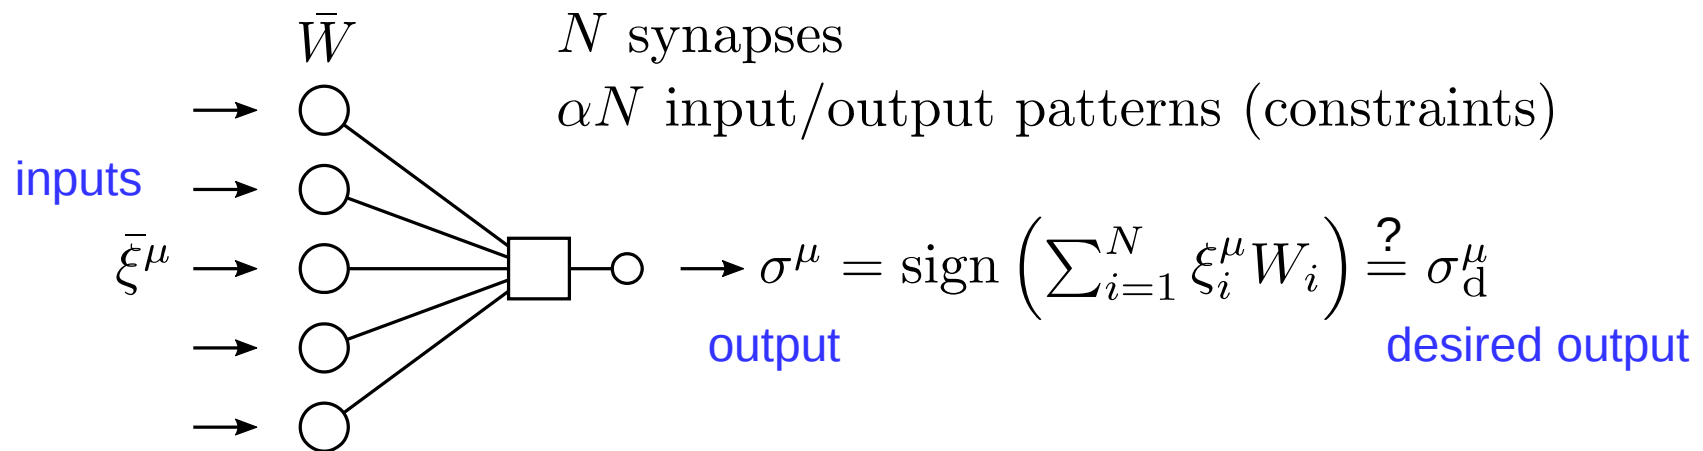 W̄
N synapses
αN input/output patterns (constraints)
inputs
ξ̄^μ
σ^μ = sign (∑_{i=1}^{N} ξ_i^μ W_i) ?= σ_d^μ
output
desired output